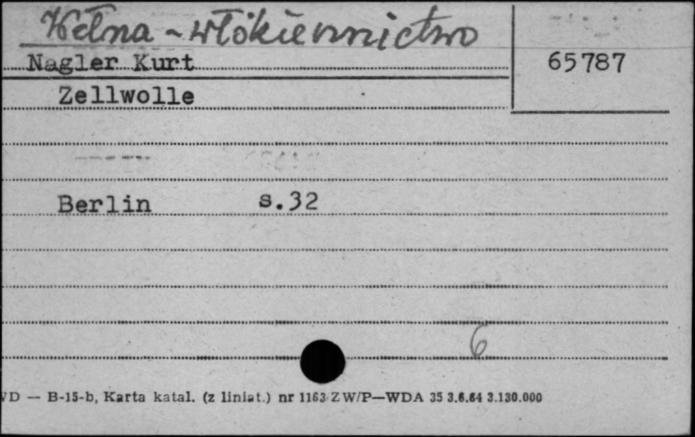 Wełna ~ włókiennictwo
Nagler Kurt
65787
Zellwolle
Berlin s.32
6
WD — B-15-b, Karta katal. (z liniat.) nr 1163 ZW/P—WDA 35 3.6.64 3.130.000